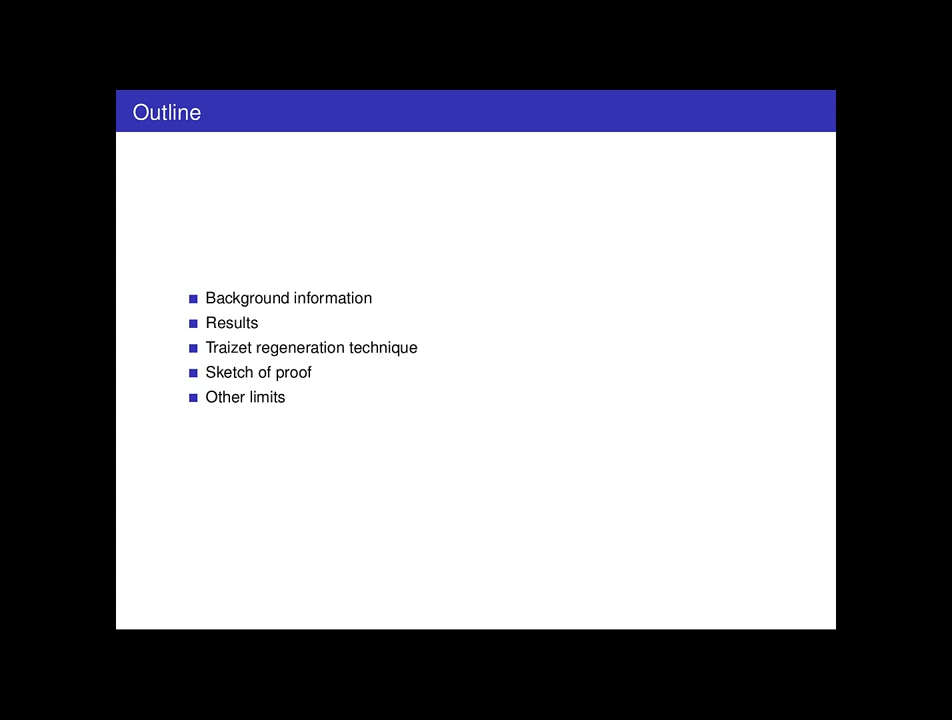 Outline
Background information
Results
Traizet regeneration technique
Sketch of proof
Other limits